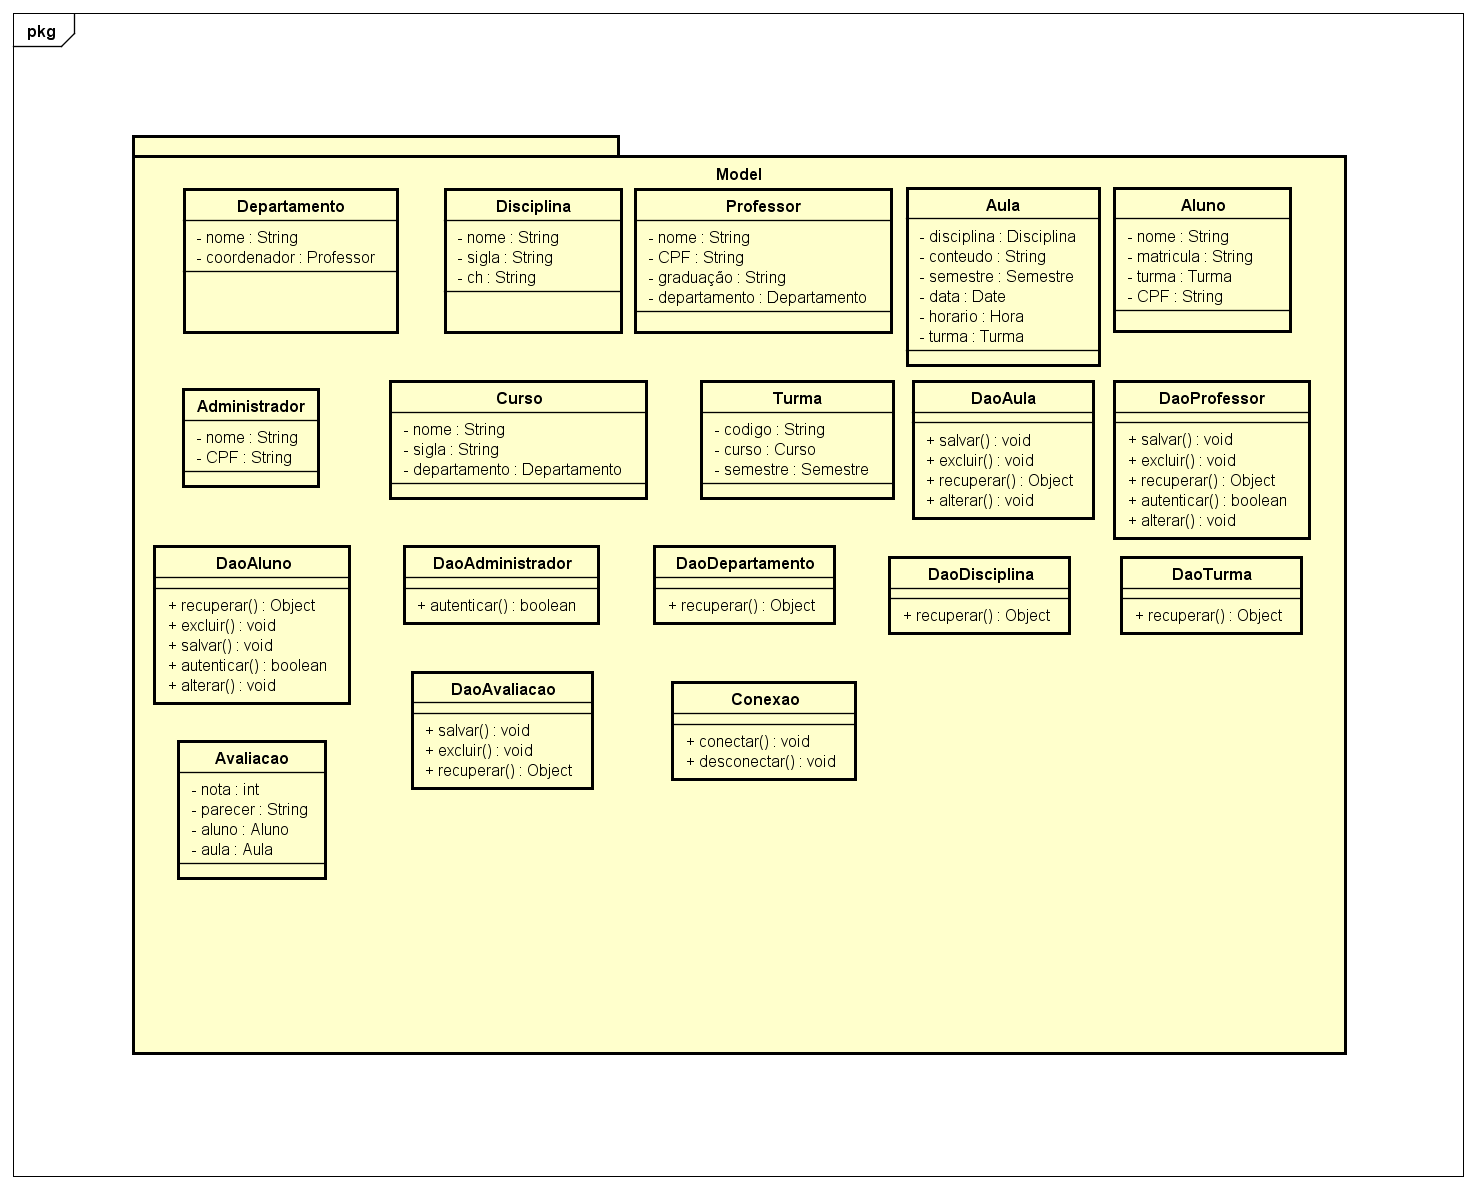 pkg
Model
Departamento
- nome : String
- coordenador : Professor
Disciplina
- nome : String
- sigla : String
- ch : String
Professor
- nome : String
- CPF : String
- graduação : String
- departamento : Departamento
Aula
- disciplina : Disciplina
- conteudo : String
- semestre : Semestre
- data : Date
- horario : Hora
- turma : Turma
Aluno
- nome : String
- matricula : String
- turma : Turma
- CPF : String
Administrador
- nome : String
- CPF : String
Curso
- nome : String
- sigla : String
- departamento : Departamento
Turma
- codigo : String
- curso : Curso
- semestre : Semestre
DaoAula
+ salvar() : void
+ excluir() : void
+ recuperar() : Object
+ alterar() : void
DaoProfessor
+ salvar() : void
+ excluir() : void
+ recuperar() : Object
+ autenticar() : boolean
+ alterar() : void
DaoAluno
+ recuperar() : Object
+ excluir() : void
+ salvar() : void
+ autenticar() : boolean
+ alterar() : void
DaoAdministrador
+ autenticar() : boolean
DaoDepartamento
+ recuperar() : Object
DaoDisciplina
+ recuperar() : Object
DaoTurma
+ recuperar() : Object
DaoAvaliacao
+ salvar() : void
+ excluir() : void
+ recuperar() : Object
Conexao
+ conectar() : void
+ desconectar() : void
Avaliacao
- nota : int
- parecer : String
- aluno : Aluno
- aula : Aula